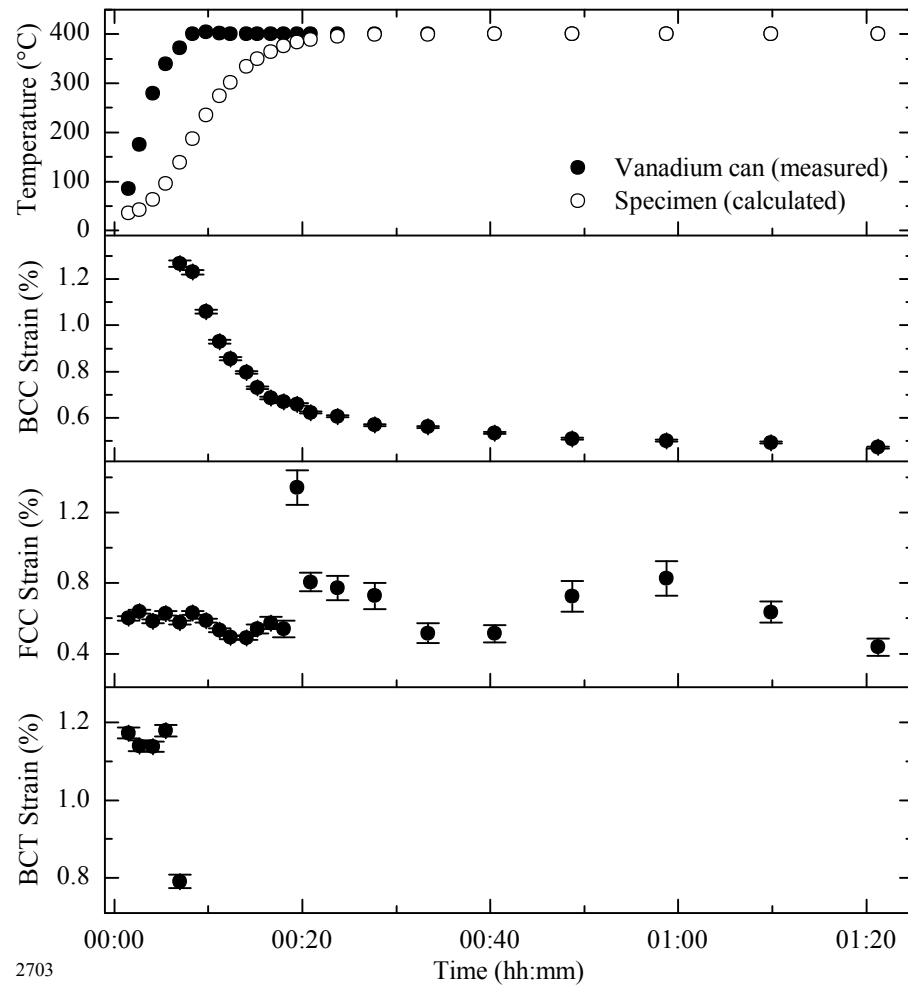 Temperature (°C)
400
300
200
100
0
Vanadium can (measured)
Specimen (calculated)
BCC Strain (%)
1.2
1.0
0.8
0.6
FCC Strain (%)
1.2
0.8
0.4
BCT Strain (%)
1.2
1.0
0.8
00:00 00:20 00:40 01:00 01:20
Time (hh:mm)
2703